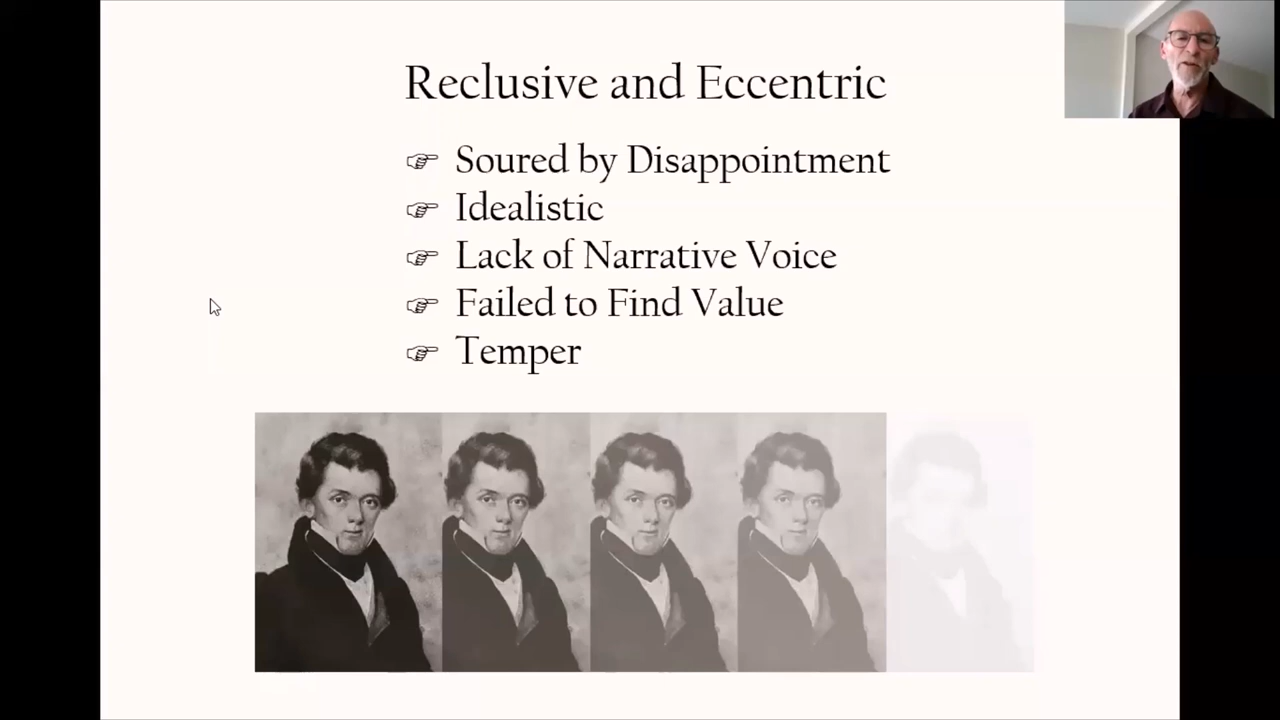 Reclusive and Eccentric
☞ Soured by Disappointment
☞ Idealistic
☞ Lack of Narrative Voice
☞ Failed to Find Value
☞ Temper